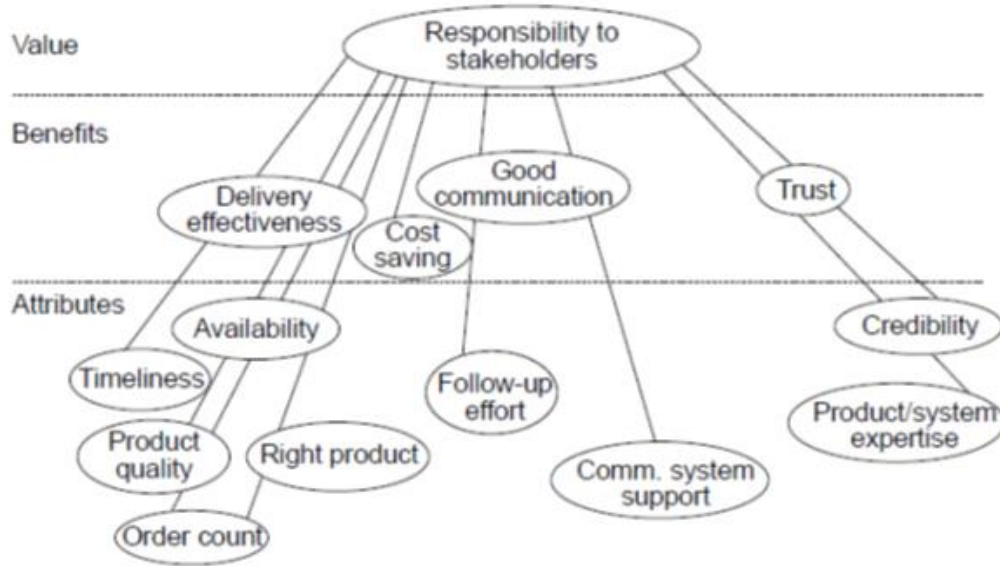 Value
Responsibility to
stakeholders
Benefits
Delivery
effectiveness
Cost
saving
Good
communication
Trust
Attributes
Availability
Timeliness
Product
quality
Right product
Order count
Follow-up
effort
Comm. system
support
Credibility
Product/system
expertise